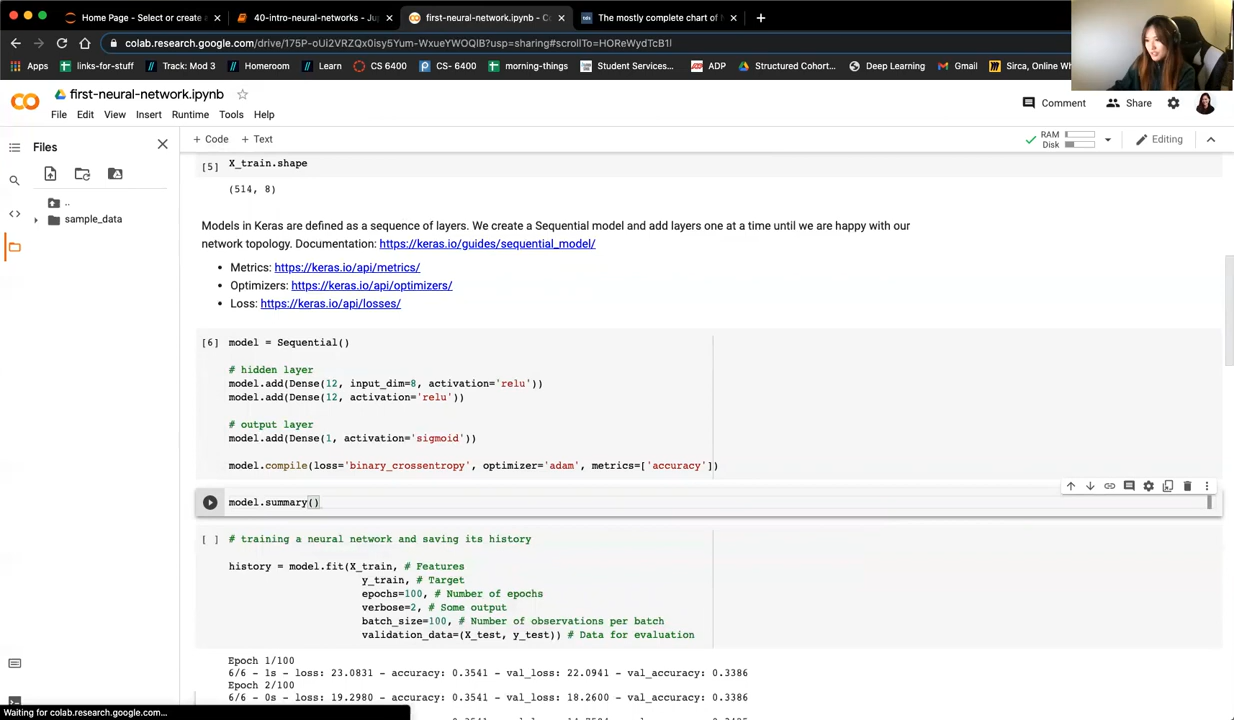 Home Page - Select or create a
40-intro-neural-networks - Ju
first-neural-network.ipynb - Co
The mostly complete chart of N
colab.research.google.com/drive/175P-oUi2VRZQx0isy5Yum-WxueYWOQIB?usp=sharing#scrollTo=HOReWydTcB1l
Apps
links-for-stuff
Track: Mod 3
Homeroom
Learn
CS 6400
CS- 6400
morning-things
Student Services...
ADP
Structured Cohort...
Deep Learning
Gmail
Sirca, Online Wh
first-neural-network.ipynb
File Edit View Insert Runtime Tools Help
Comment
Share
Files
+ Code + Text
RAM
Disk
Editing
..
sample_data
[5] X_train.shape
(514, 8)
Models in Keras are defined as a sequence of layers. We create a Sequential model and add layers one at a time until we are happy with our
network topology. Documentation: https://keras.io/guides/sequential_model/
• Metrics: https://keras.io/api/metrics/
• Optimizers: https://keras.io/api/optimizers/
• Loss: https://keras.io/api/losses/
[6] model = Sequential()
# hidden layer
model.add(Dense(12, input_dim=8, activation='relu'))
model.add(Dense(12, activation='relu'))
# output layer
model.add(Dense(1, activation='sigmoid'))
model.compile(loss='binary_crossentropy', optimizer='adam', metrics=['accuracy'])
model.summary()
[ ] # training a neural network and saving its history
history = model.fit(X_train, # Features
y_train, # Target
epochs=100, # Number of epochs
verbose=2, # Some output
batch_size=100, # Number of observations per batch
validation_data=(X_test, y_test)) # Data for evaluation
Epoch 1/100
6/6 - 1s - loss: 23.0831 - accuracy: 0.3541 - val_loss: 22.0941 - val_accuracy: 0.3386
Epoch 2/100
6/6 - 0s - loss: 19.2980 - accuracy: 0.3541 - val_loss: 18.2600 - val_accuracy: 0.3386
Waiting for colab.research.google.com...